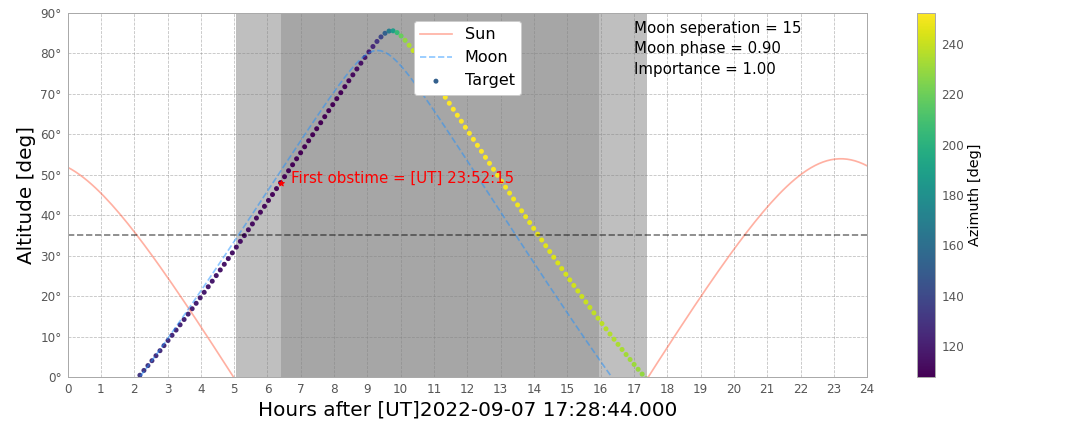 90°
80°
70°
60°
50°
40°
30°
20°
10°
0°
Altitude [deg]
Sun
Moon
Target
Moon seperation = 15
Moon phase = 0.90
Importance = 1.00
First obstime = [UT] 23:52:15
0 1 2 3 4 5 6 7 8 9 10 11 12 13 14 15 16 17 18 19 20 21 22 23 24
Hours after [UT]2022-09-07 17:28:44.000
240
220
200
180
160
140
120
Azimuth [deg]